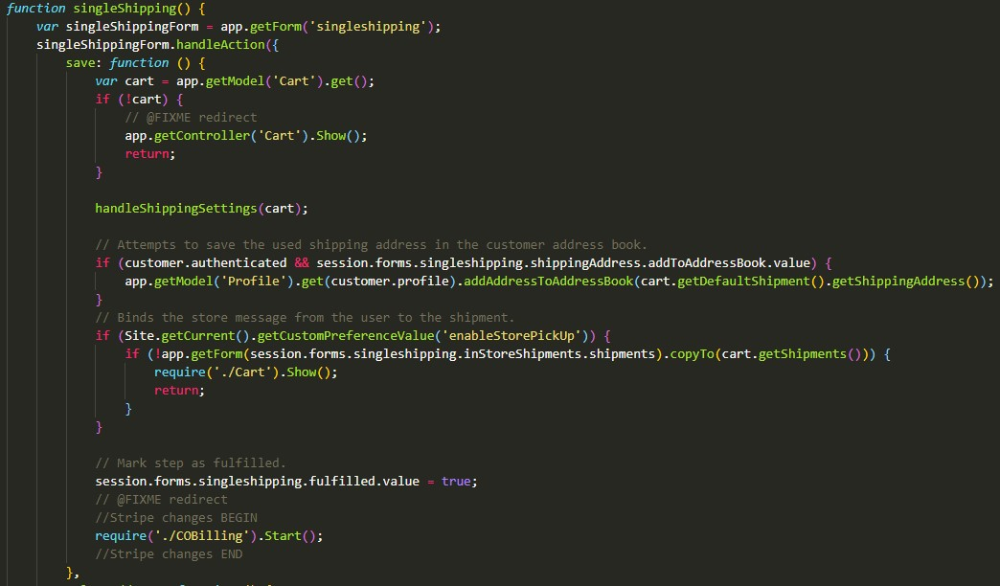 function singleShipping() {
var singleShippingForm = app.getForm('singleshipping');
singleShippingForm.handleAction({
save: function () {
var cart = app.getModel('Cart').get();
if (!cart) {
// @FIXME redirect
app.getController('Cart').Show();
return;
}
handleShippingSettings(cart);
// Attempts to save the used shipping address in the customer address book.
if (customer.authenticated && session.forms.singleshipping.shippingAddress.addToAddressBook.value) {
app.getModel('Profile').get(customer.profile).addAddressToAddressBook(cart.getDefaultShipment().getShippingAddress());
}
// Binds the store message from the user to the shipment.
if (Site.getCurrent().getCustomPreferenceValue('enableStorePickUp')) {
if (!app.getForm(session.forms.singleshipping.inStoreShipments.shipments).copyTo(cart.getShipments())) {
require('./Cart').Show();
return;
}
}
// Mark step as fulfilled.
session.forms.singleshipping.fulfilled.value = true;
// @FIXME redirect
//Stripe changes BEGIN
require('./COBilling').Start();
//Stripe changes END
},